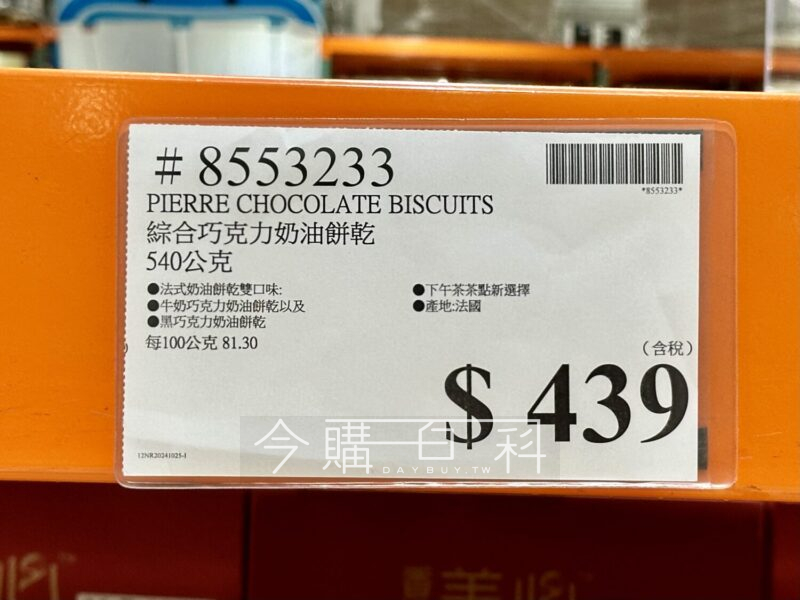 #8553233
*8553233*
PIERRE CHOCOLATE BISCUITS
綜合巧克力奶油餅乾
540公克
●法式奶油餅乾雙口味:
●牛奶巧克力奶油餅乾以及
●黑巧克力奶油餅乾
●下午茶茶點新選擇
●產地:法國
每100公克 81.30
(含稅)
$ 439
12NR20241025-I
今購百科
DAYBUY.TW